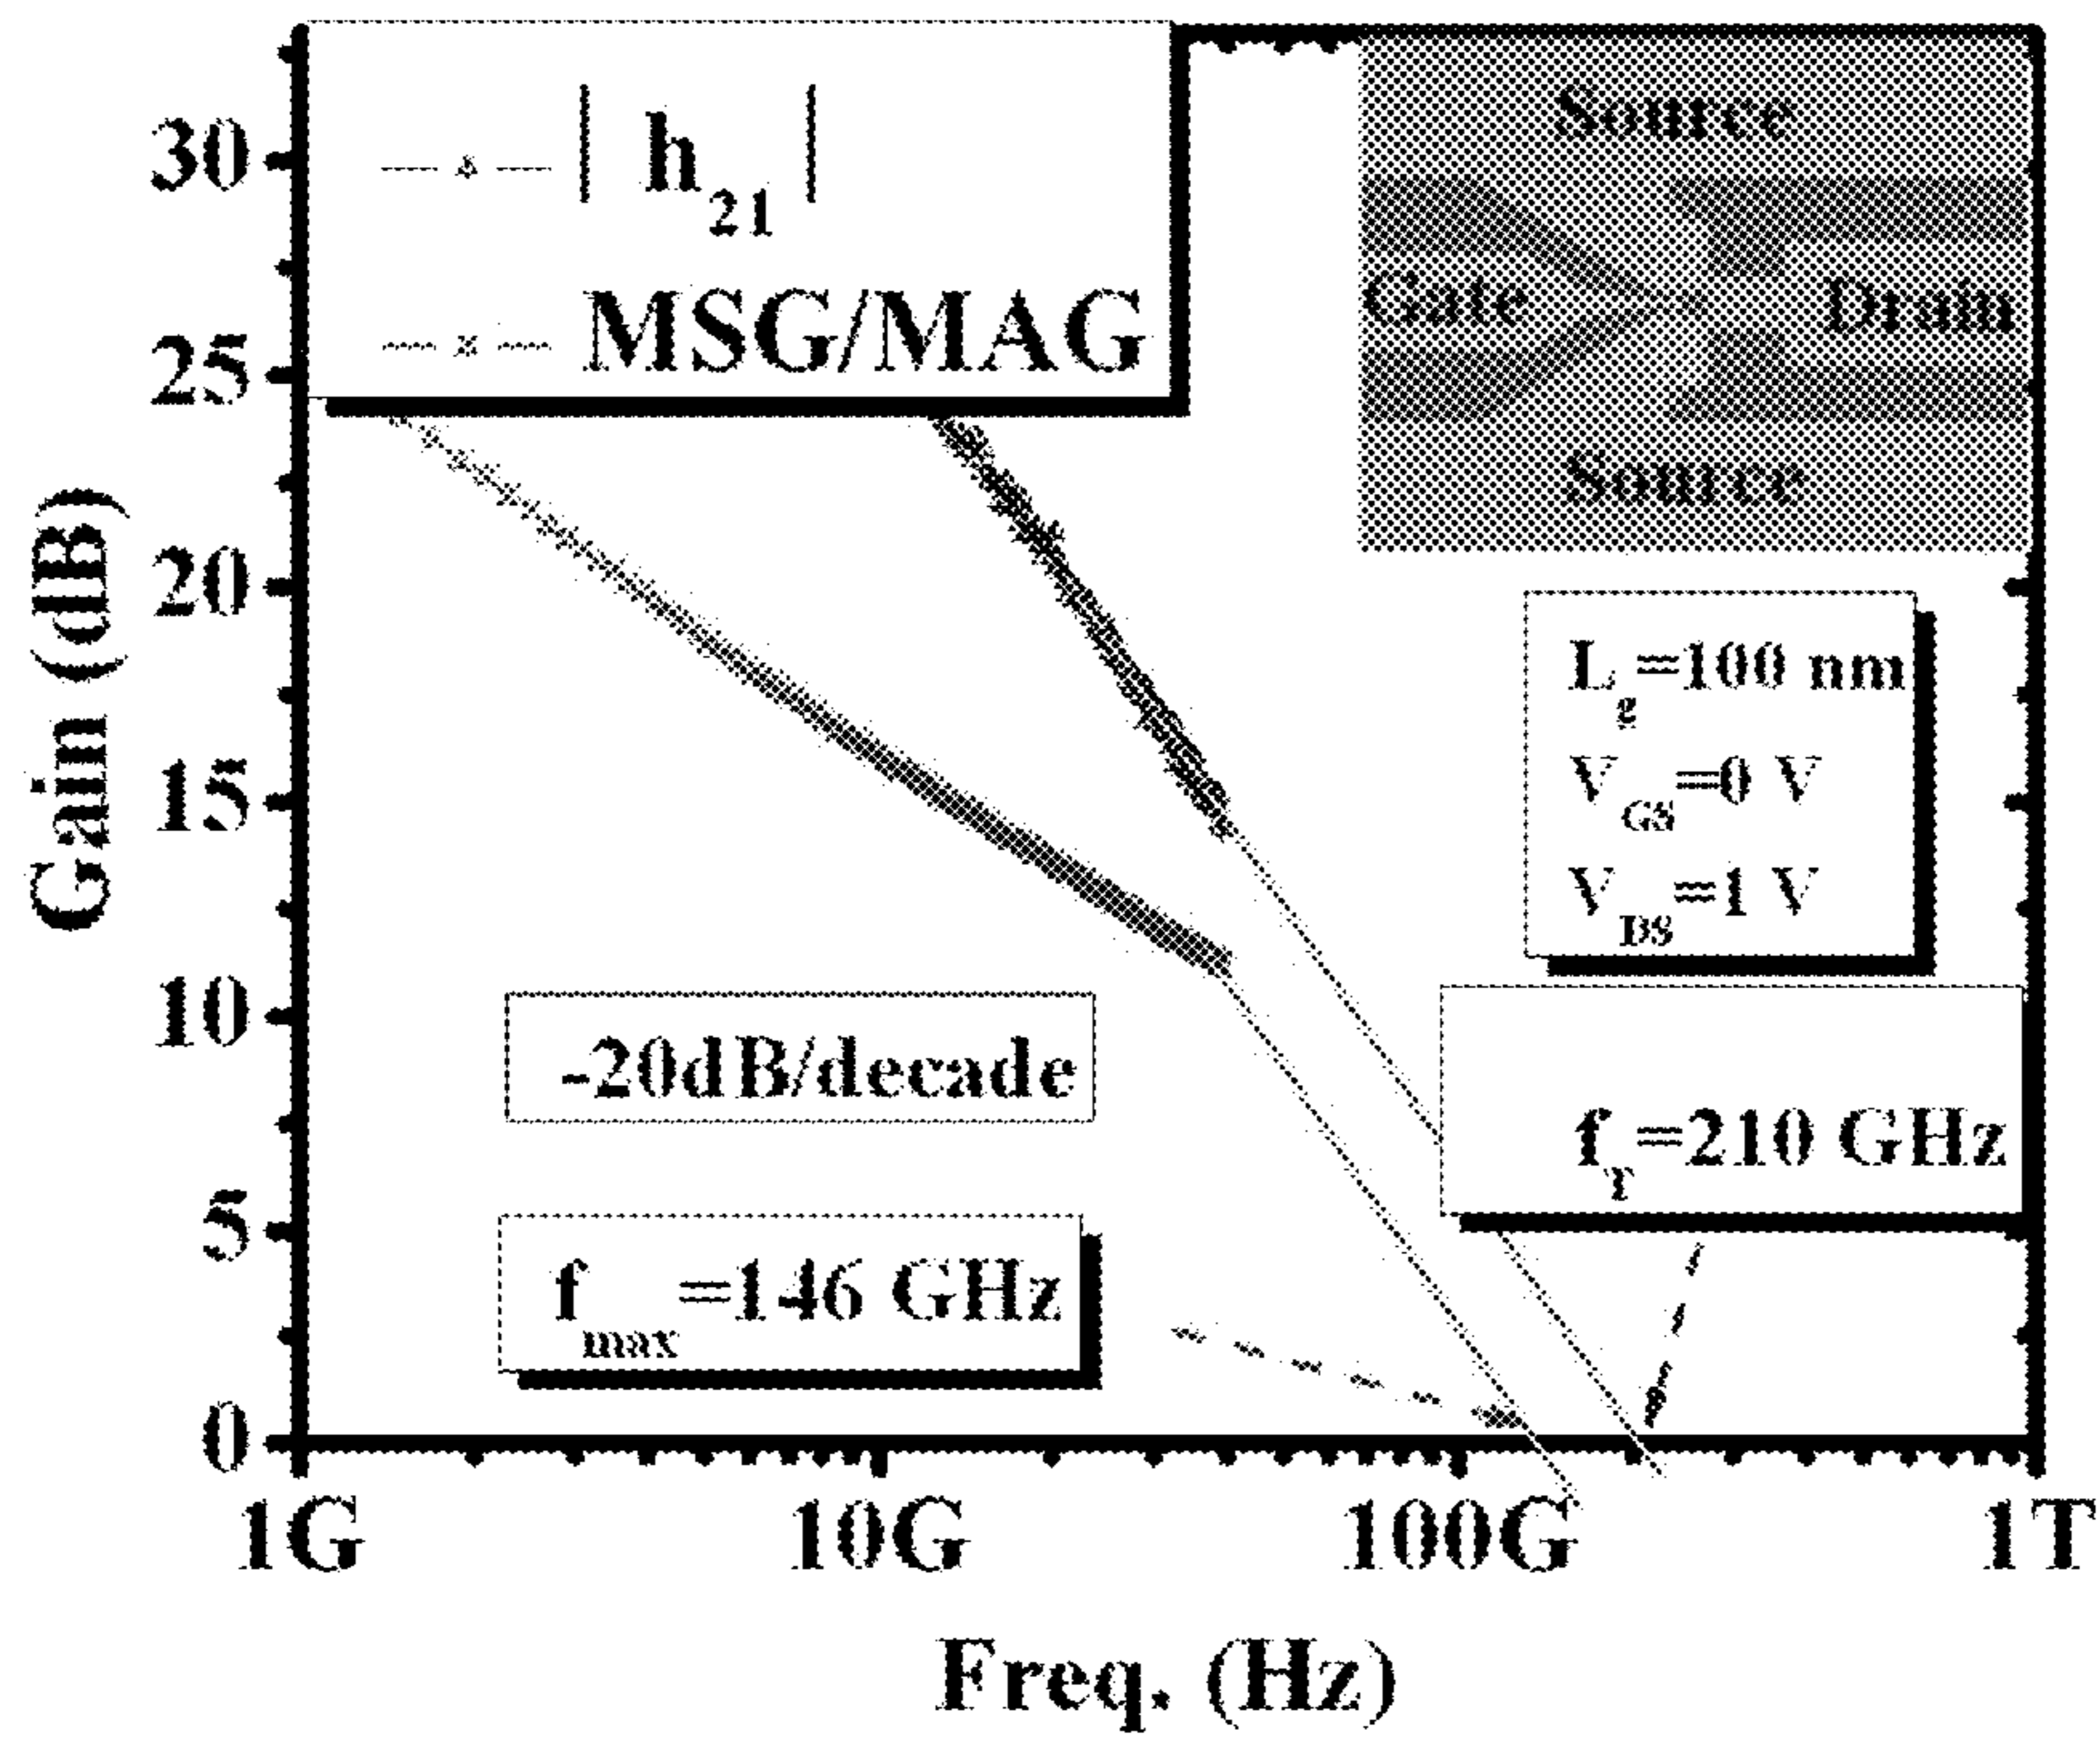 | h21 |
MSG/MAG
Source
Gate
Drain
Source
Lg=100 nm
VGS=0 V
VDS=1 V
fT=210 GHz
-20dB/decade
fmax=146 GHz
Gain (dB)
30
25
20
15
10
5
0
1G 10G 100G 1T
Freq. (Hz)